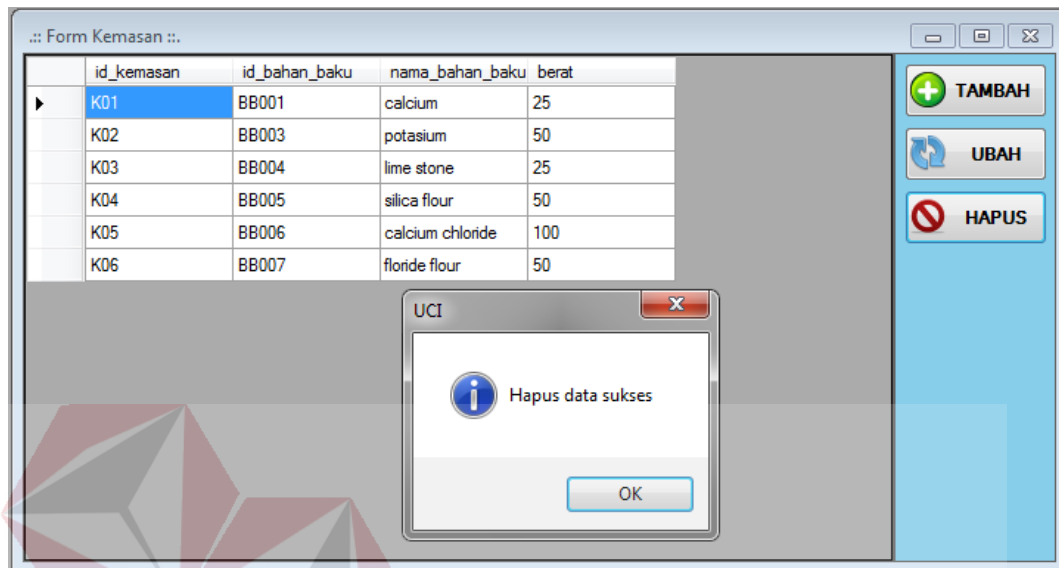 .:: Form Kemasan ::.
id_kemasan id_bahan_baku nama_bahan_baku berat
K01 BB001 calcium 25
K02 BB003 potasium 50
K03 BB004 lime stone 25
K04 BB005 silica flour 50
K05 BB006 calcium chloride 100
K06 BB007 floride flour 50
TAMBAH
UBAH
HAPUS
UCI
Hapus data sukses
OK